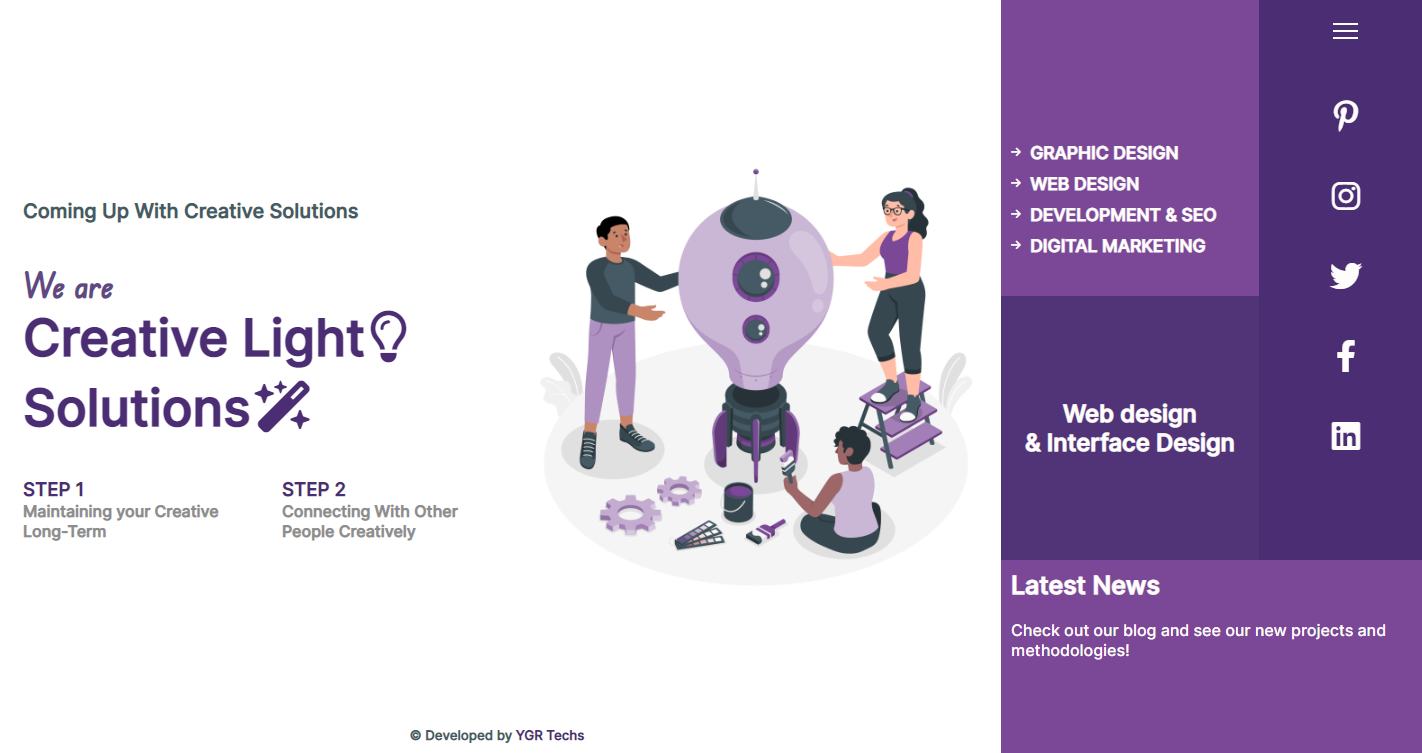 Coming Up With Creative Solutions
We are
Creative Light
Solutions
STEP 1
Maintaining your Creative
Long-Term
STEP 2
Connecting With Other
People Creatively
© Developed by YGR Techs
GRAPHIC DESIGN
WEB DESIGN
DEVELOPMENT & SEO
DIGITAL MARKETING
Web design
& Interface Design
Latest News
Check out our blog and see our new projects and
methodologies!